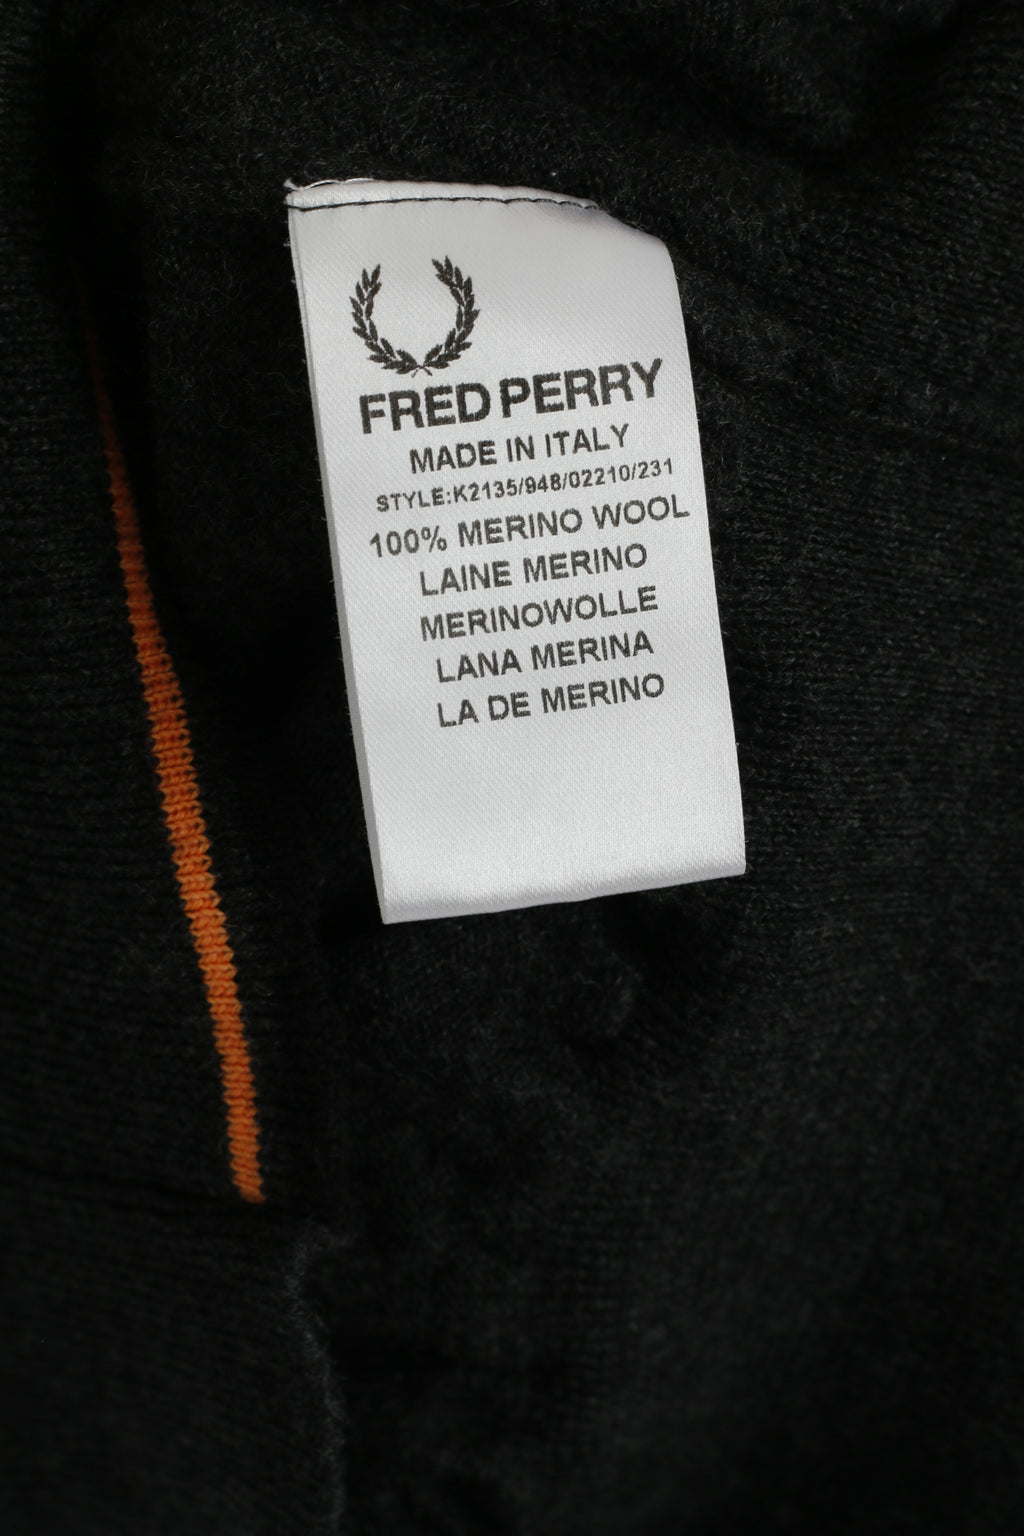 FRED PERRY
MADE IN ITALY
STYLE:K2135/948/02210/231
100% MERINO WOOL
LAINE MERINO
MERINOWOLLE
LANA MERINA
LA DE MERINO